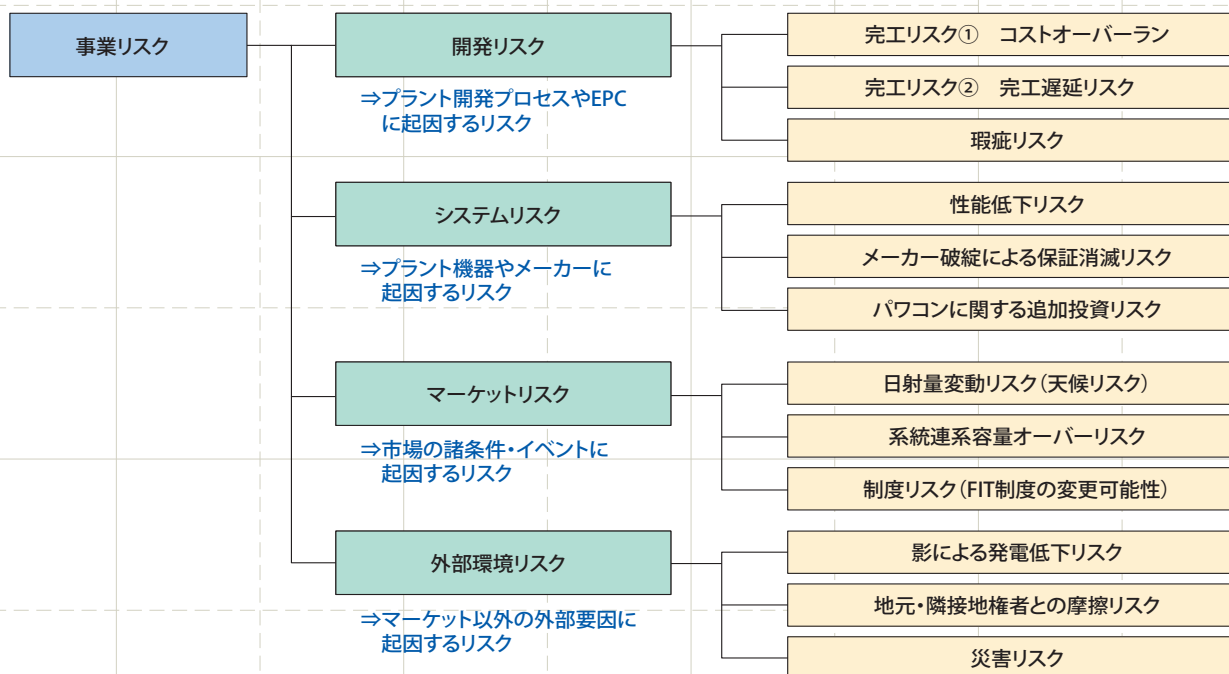 事業リスク
開発リスク
⇒プラント開発プロセスやEPC
に起因するリスク
完工リスク① コストオーバーラン
完工リスク② 完工遅延リスク
瑕疵リスク
システムリスク
⇒プラント機器やメーカーに
起因するリスク
性能低下リスク
メーカー破綻による保証消滅リスク
パワコンに関する追加投資リスク
マーケットリスク
⇒市場の諸条件・イベントに
起因するリスク
日射量変動リスク(天候リスク)
系統連系容量オーバーリスク
制度リスク(FIT制度の変更可能性)
外部環境リスク
⇒マーケット以外の外部要因に
起因するリスク
影による発電低下リスク
地元・隣接地権者との摩擦リスク
災害リスク